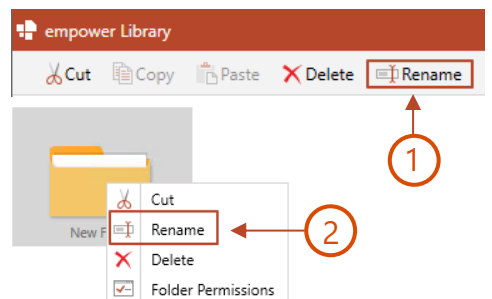 empower Library
Cut Copy Paste Delete Rename
1
Cut
New F Rename 2
Delete
Folder Permissions